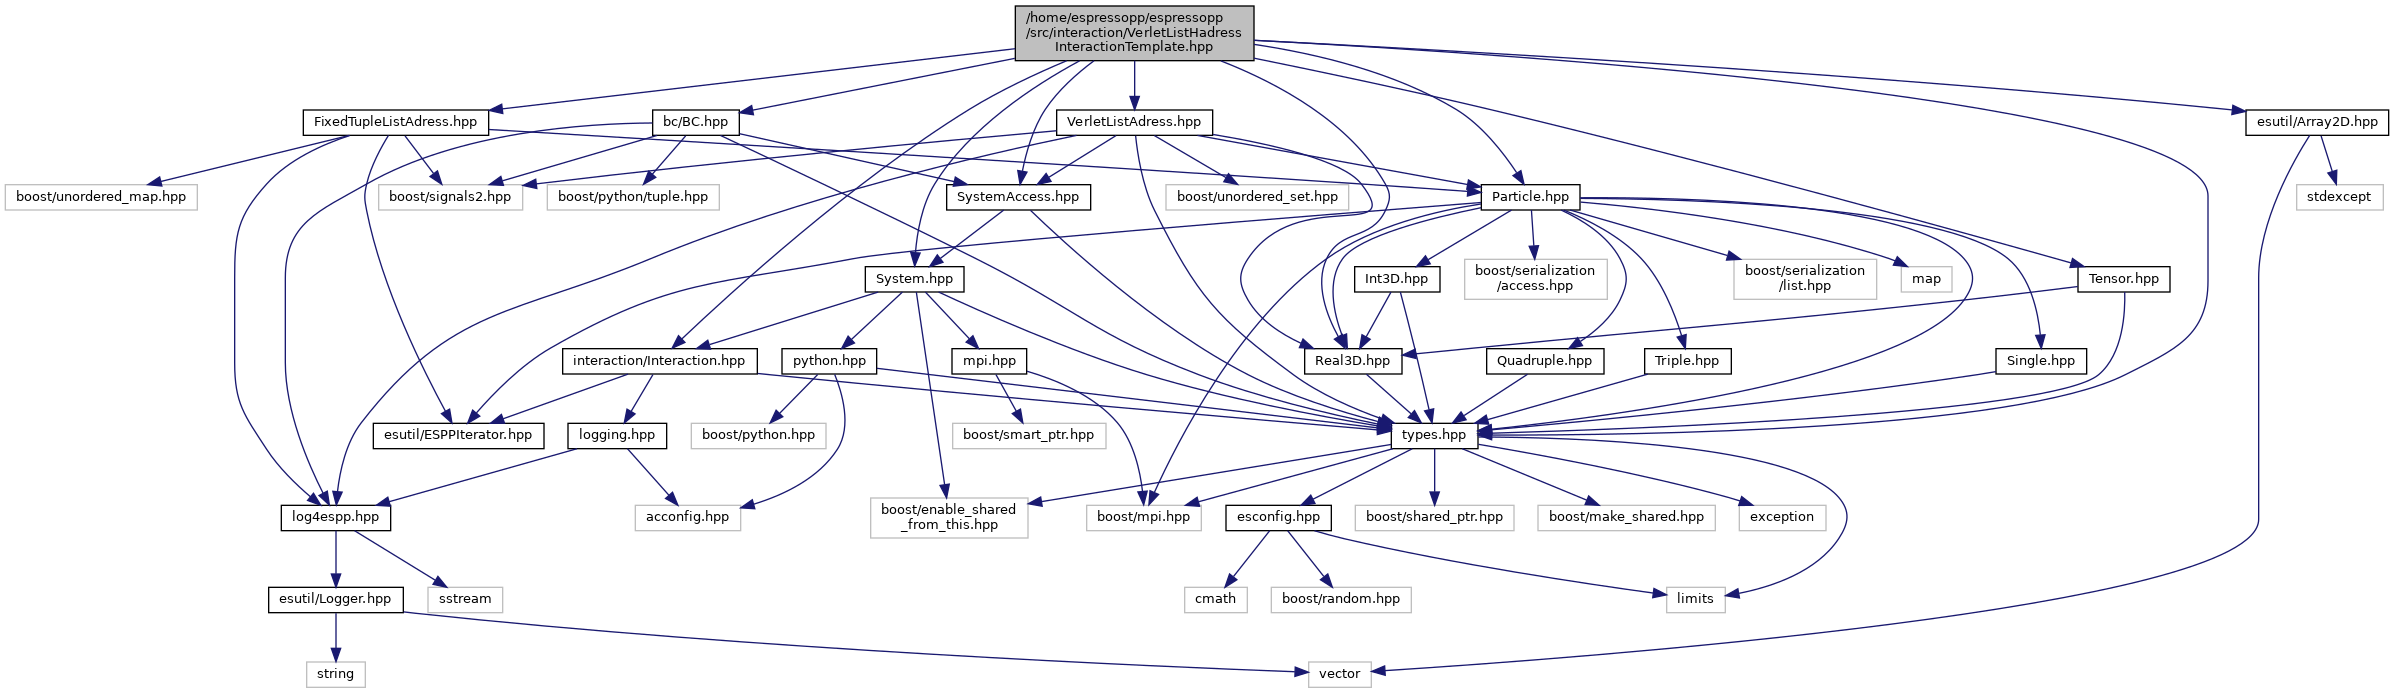 /home/espressopp/espressopp
/src/interaction/VerletListHadress
InteractionTemplate.hpp
FixedTupleListAdress.hpp
bc/BC.hpp
VerletListAdress.hpp
esutil/Array2D.hpp
boost/unordered_map.hpp
boost/signals2.hpp
boost/python/tuple.hpp
SystemAccess.hpp
boost/unordered_set.hpp
Particle.hpp
stdexcept
System.hpp
Int3D.hpp
boost/serialization
/access.hpp
boost/serialization
/list.hpp
map
Tensor.hpp
interaction/Interaction.hpp
python.hpp
mpi.hpp
Real3D.hpp
Quadruple.hpp
Triple.hpp
Single.hpp
esutil/ESPPIterator.hpp
logging.hpp
boost/python.hpp
boost/smart_ptr.hpp
types.hpp
log4espp.hpp
acconfig.hpp
boost/enable_shared
_from_this.hpp
boost/mpi.hpp
esconfig.hpp
boost/shared_ptr.hpp
boost/make_shared.hpp
exception
esutil/Logger.hpp
sstream
cmath
boost/random.hpp
limits
string
vector